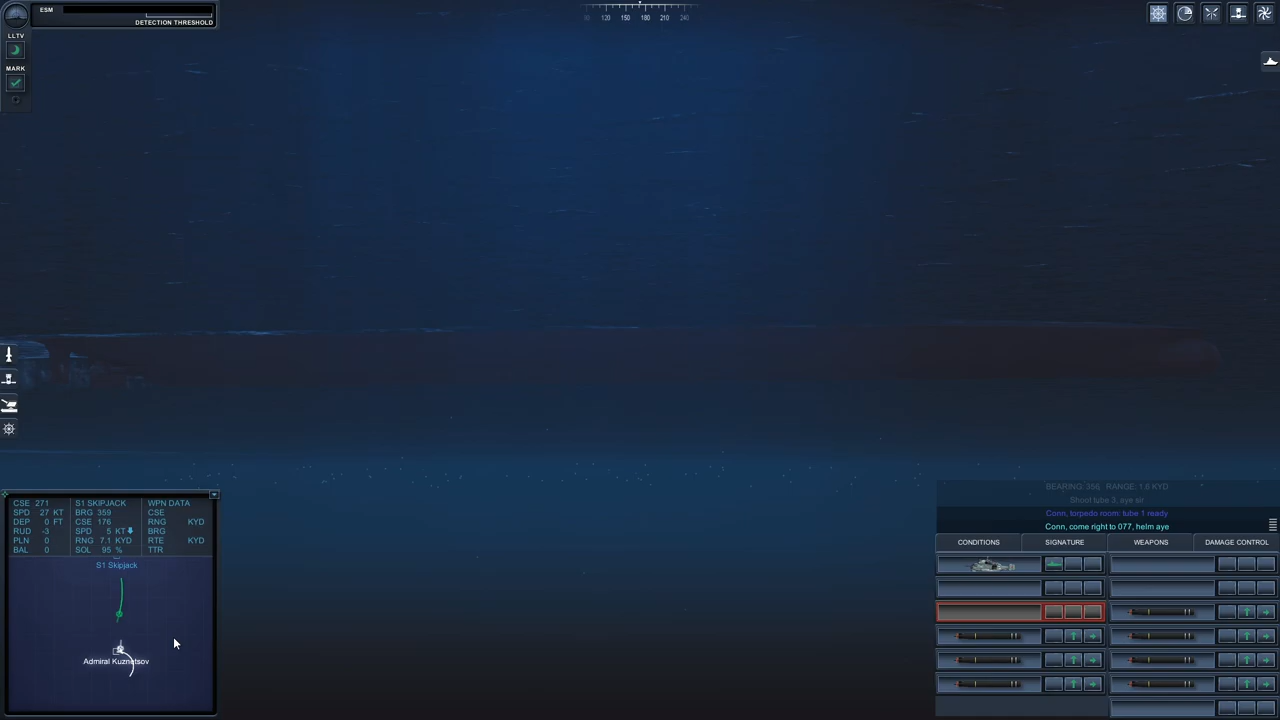 ESM
DETECTION THRESHOLD
LLTV
MARK
90 120 150 180 210 240
CSE 271 S1 SKIPJACK WPN DATA
SPD 27 KT BRG 359 CSE
DEP 0 FT CSE 176 RNG KYD
RUD -3 SPD 5 KT BRG
PLN 0 RNG 7.1 KYD RTE KYD
BAL 0 SOL 95 % TTR
S1 Skipjack
Admiral Kuznetsov
BEARING: 356 RANGE: 1.6 KYD
Shoot tube 3, aye sir
Conn, torpedo room: tube 1 ready
Conn, come right to 077, helm aye
CONDITIONS SIGNATURE WEAPONS DAMAGE CONTROL